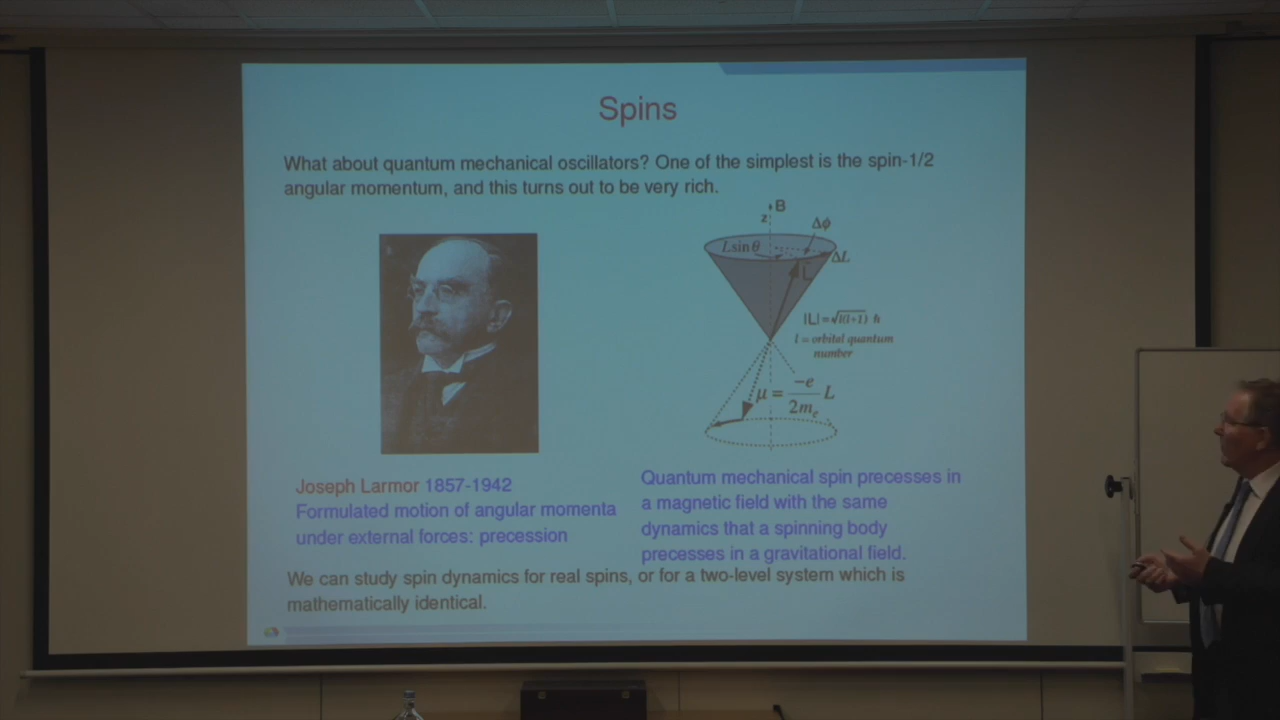 Spins
What about quantum mechanical oscillators? One of the simplest is the spin-1/2
angular momentum, and this turns out to be very rich.
B
z
Δϕ
L sin θ
ΔL
L
|L|=√l(l+1) ħ
l = orbital quantum
number
μ = -e/2mₑ L
Joseph Larmor 1857-1942
Formulated motion of angular momenta
under external forces: precession
Quantum mechanical spin precesses in
a magnetic field with the same
dynamics that a spinning body
precesses in a gravitational field.
We can study spin dynamics for real spins, or for a two-level system which is
mathematically identical.